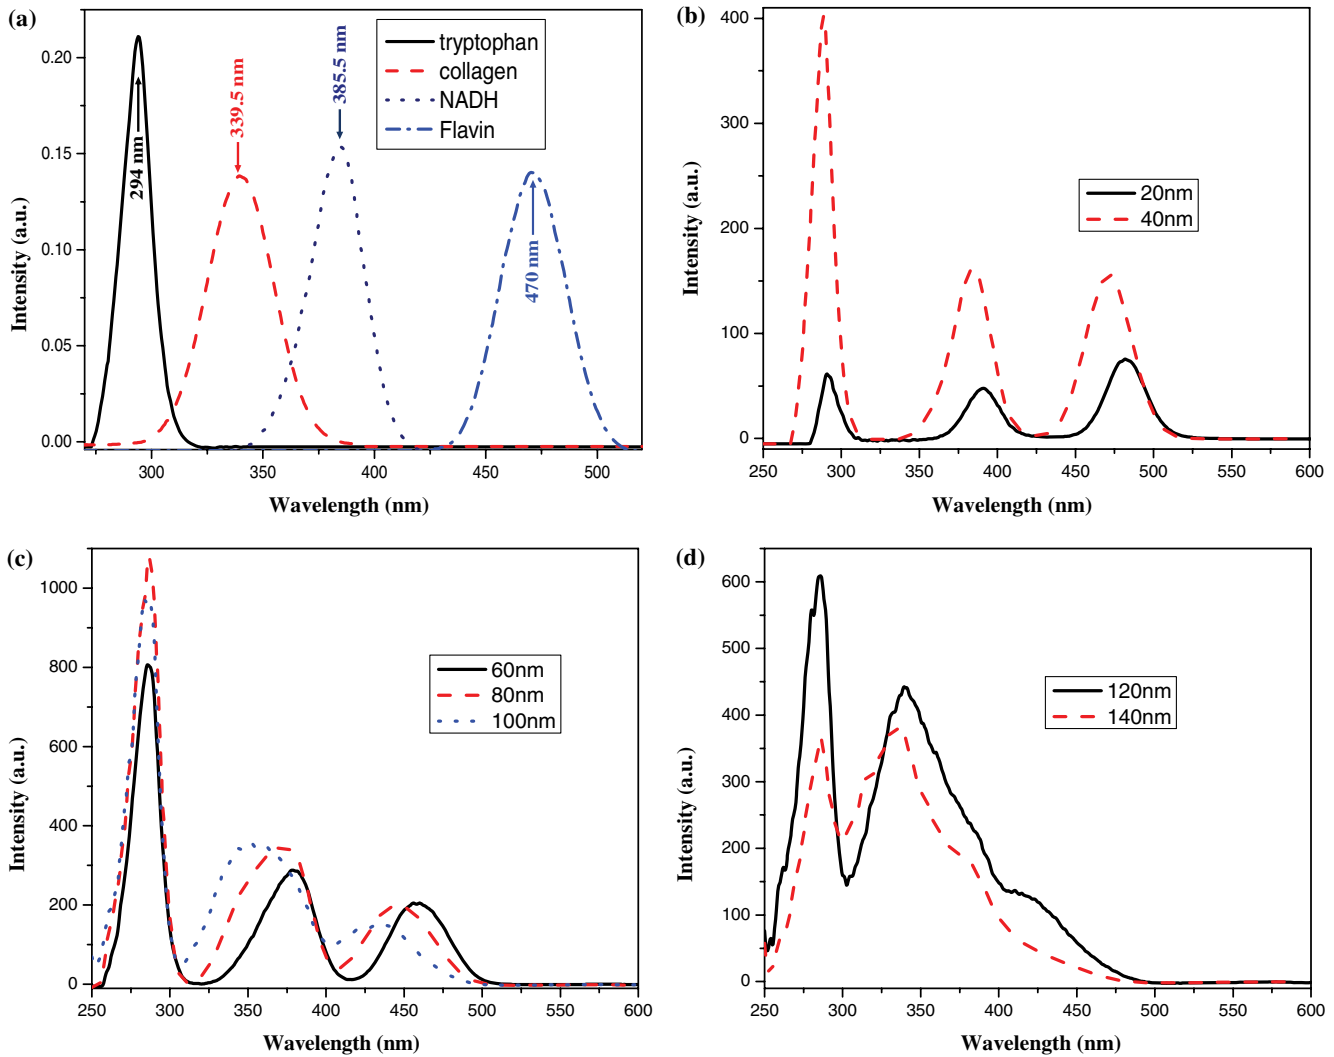 (a)
tryptophan
collagen
NADH
Flavin
294 nm
339.5 nm
385.5 nm
470 nm
0.20
0.15
0.10
0.05
0.00
Intensity (a.u.)
300 350 400 450 500
Wavelength (nm)
(b)
20nm
40nm
400
300
200
100
0
Intensity (a.u.)
250 300 350 400 450 500 550 600
Wavelength (nm)
(c)
60nm
80nm
100nm
1000
800
600
400
200
0
Intensity (a.u.)
250 300 350 400 450 500 550 600
Wavelength (nm)
(d)
120nm
140nm
600
500
400
300
200
100
0
Intensity (a.u.)
250 300 350 400 450 500 550 600
Wavelength (nm)